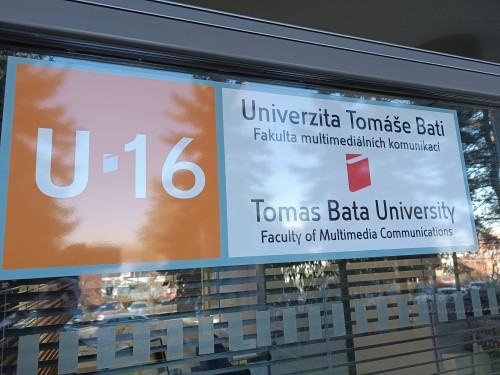 U 16
Univerzita Tomáše Bati
Fakulta multimediálních komunikací
Tomas Bata University
Faculty of Multimedia Communications